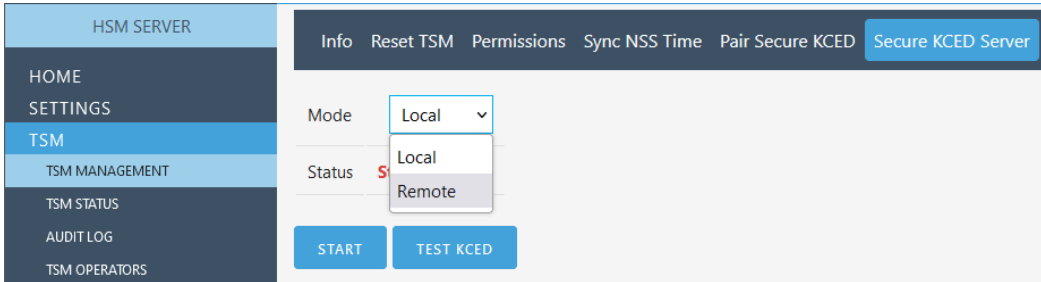 HSM SERVER
Info Reset TSM Permissions Sync NSS Time Pair Secure KCED Secure KCED Server
HOME
SETTINGS
TSM
TSM MANAGEMENT
TSM STATUS
AUDIT LOG
TSM OPERATORS
Mode Local
Local
Remote
Status
START TEST KCED